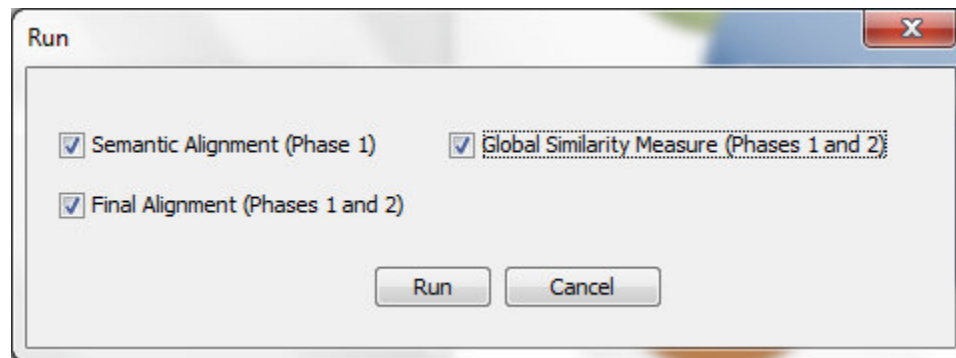 Run
Semantic Alignment (Phase 1)
Global Similarity Measure (Phases 1 and 2)
Final Alignment (Phases 1 and 2)
Run
Cancel